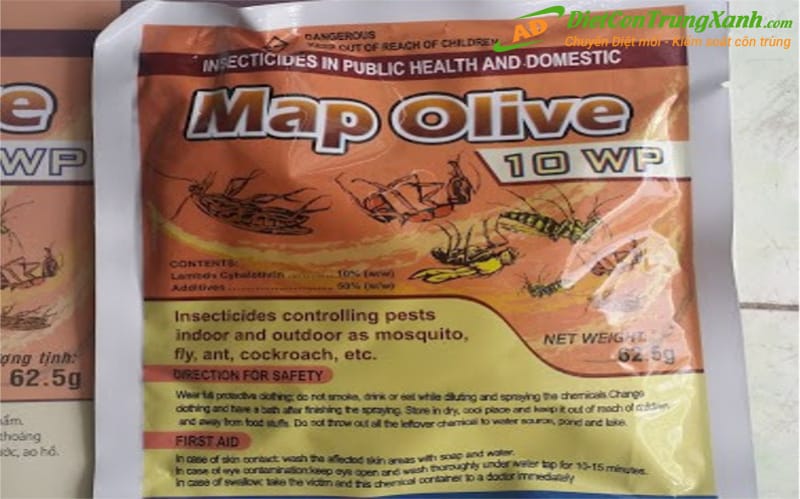 DietConTrungXanh.com
Chuyên Diệt mối - Kiểm soát côn trùng
DANGEROUS
OUT OF REACH OF CHILDREN
INSECTICIDES IN PUBLIC HEALTH AND DOMESTIC
Map Olive
10 WP
e
WP
CONTENTS:
Lambda Cyhalothrin .......... 10% (w/w)
Additives .......... (w/w)
Insecticides controlling pests
indoor and outdoor as mosquito,
fly, ant, cockroach, etc.
NET WEIGHT
62.5g
ợng tịnh:
62.5g
DIRECTION FOR SAFETY
Wear full protective clothing; do not smoke, drink or eat while diluting and spraying the chemicals. Change
clothing and have a bath after finishing the spraying. Store in dry, cool place and keep it out of reach of children
and away from food stuffs. Do not throw out all the leftover chemical to water source, pond and lake.
FIRST AID
In case of skin contact: wash the affected skin areas with soap and water.
In case of eye contamination: keep eye open and wash thoroughly under water tap for 10-15 minutes.
In case of swallow: take the victim and this chemical container to a doctor immediately
ấm.
thoáng
ớc, ao hồ.